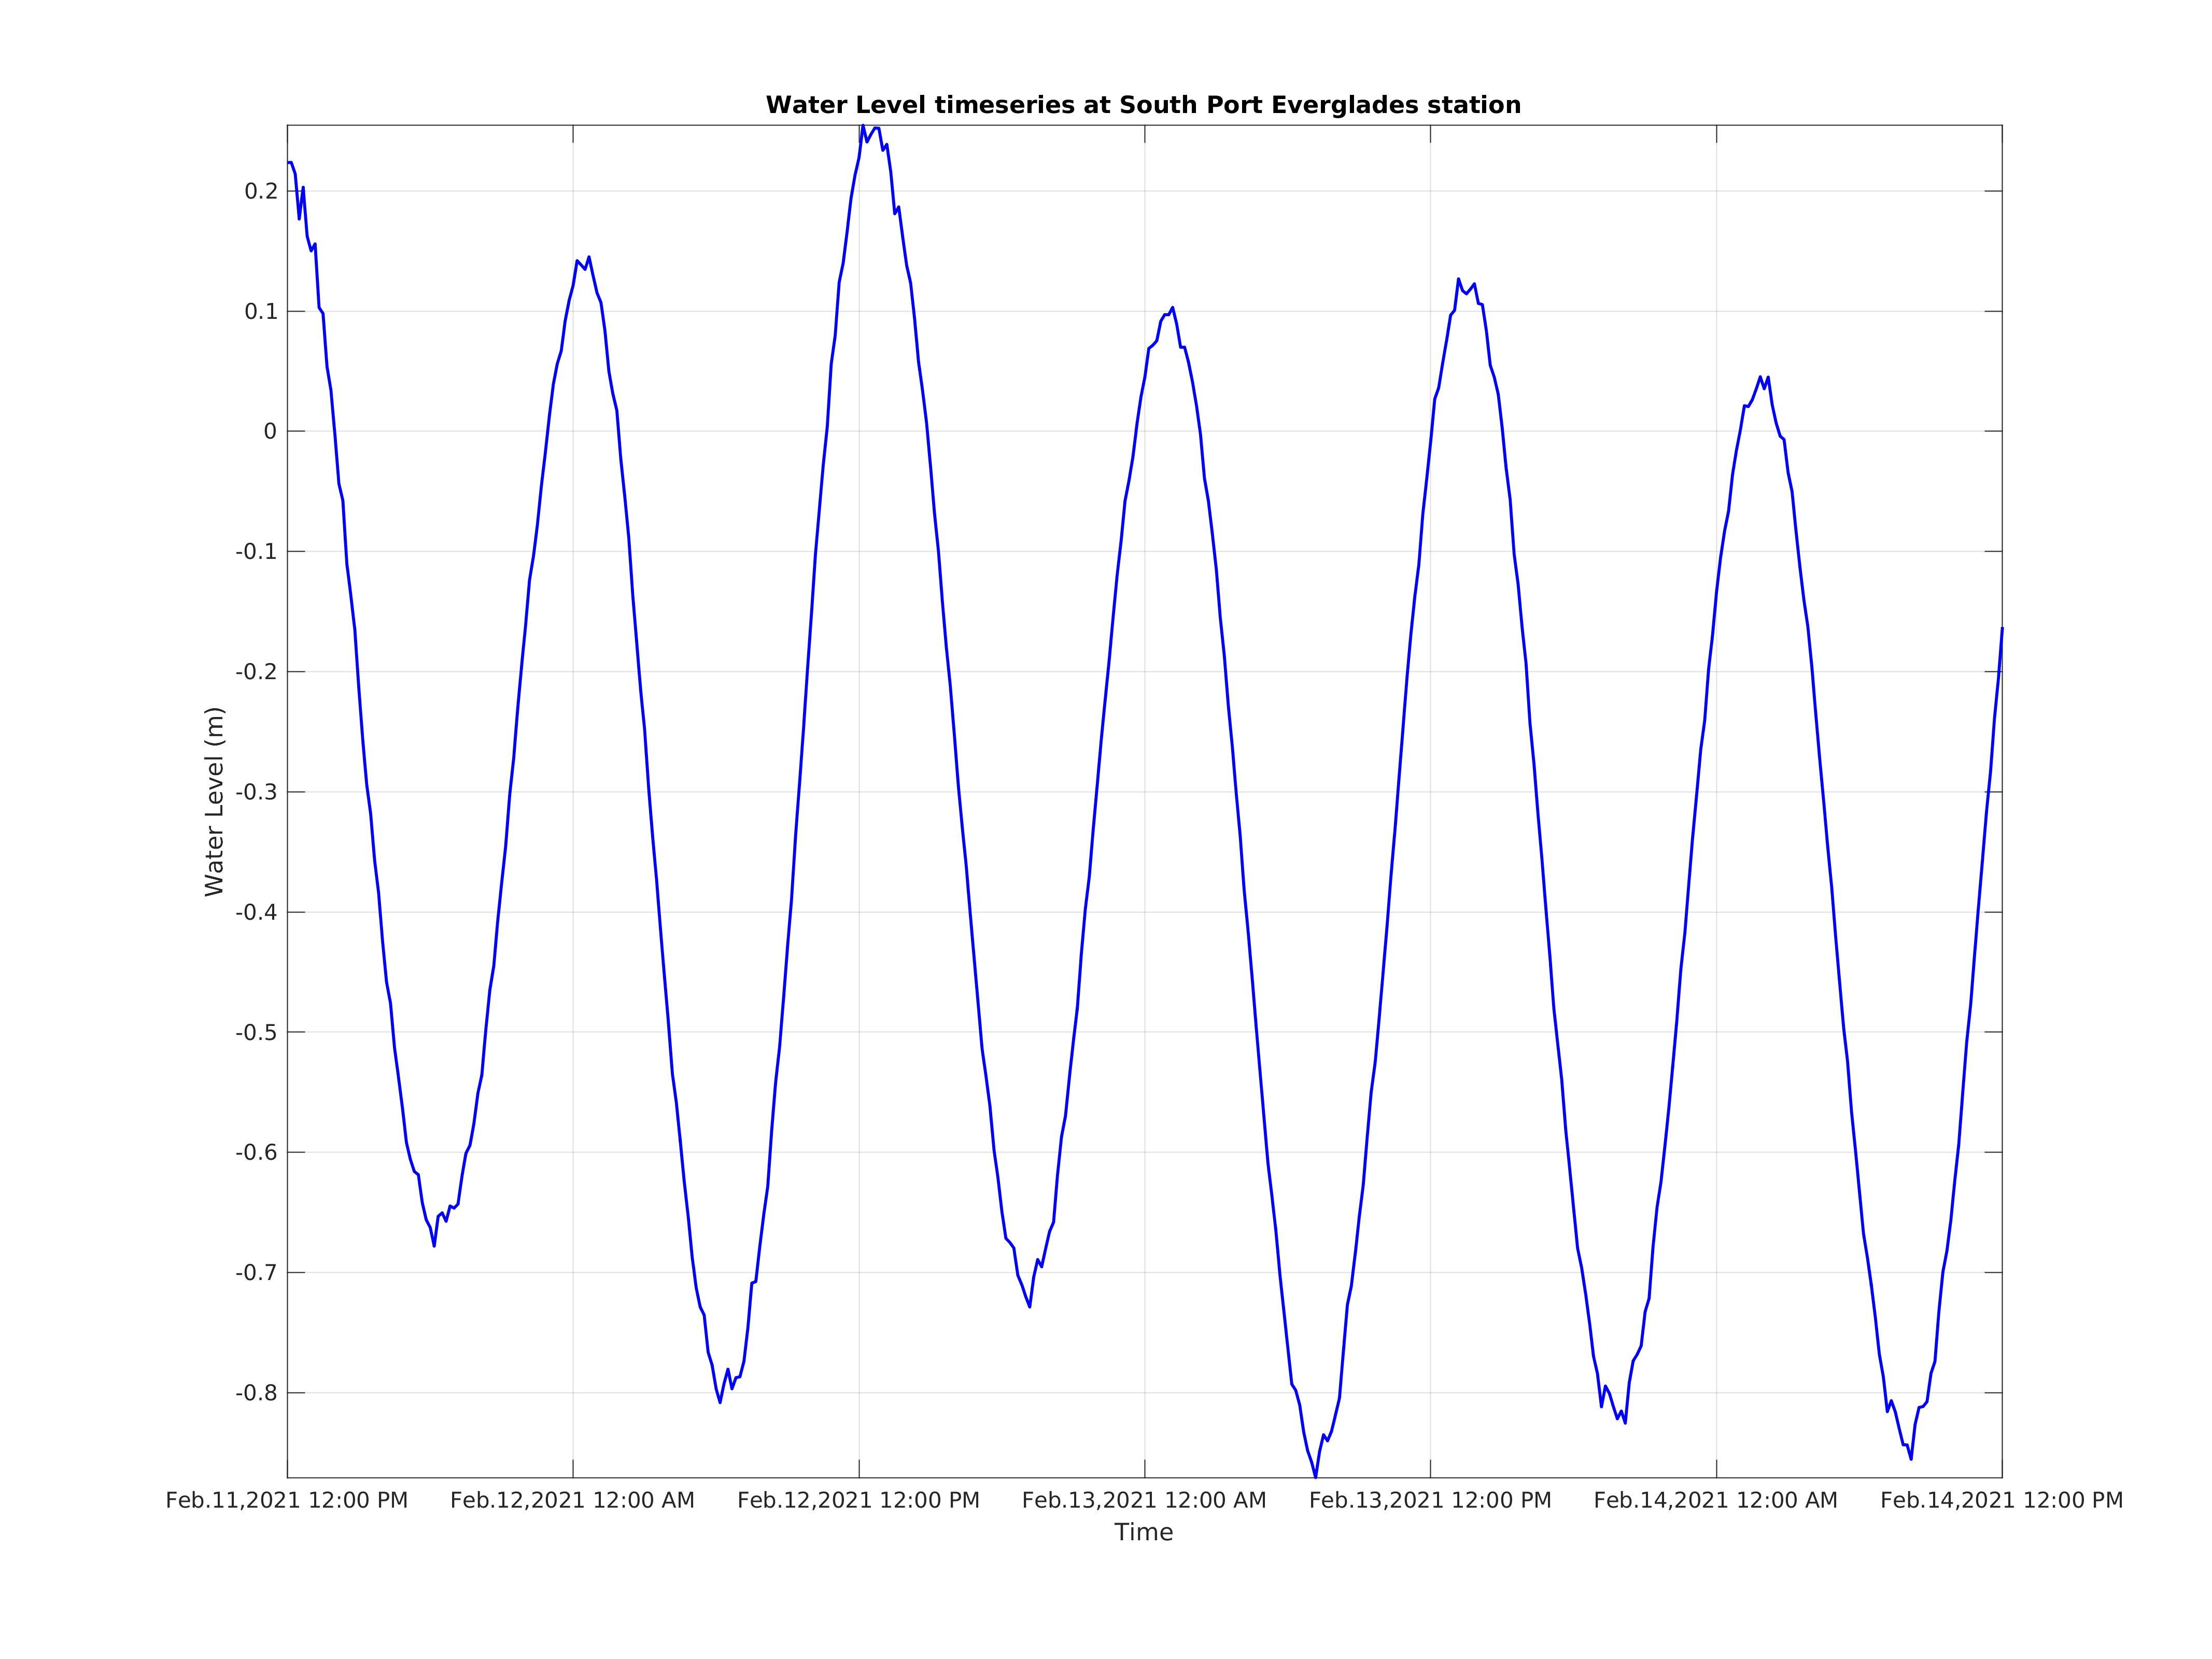 Water Level timeseries at South Port Everglades station
0.2
0.1
0
-0.1
-0.2
-0.3
-0.4
-0.5
-0.6
-0.7
-0.8
Water Level (m)
Feb.11,2021 12:00 PM Feb.12,2021 12:00 AM Feb.12,2021 12:00 PM Feb.13,2021 12:00 AM Feb.13,2021 12:00 PM Feb.14,2021 12:00 AM Feb.14,2021 12:00 PM
Time